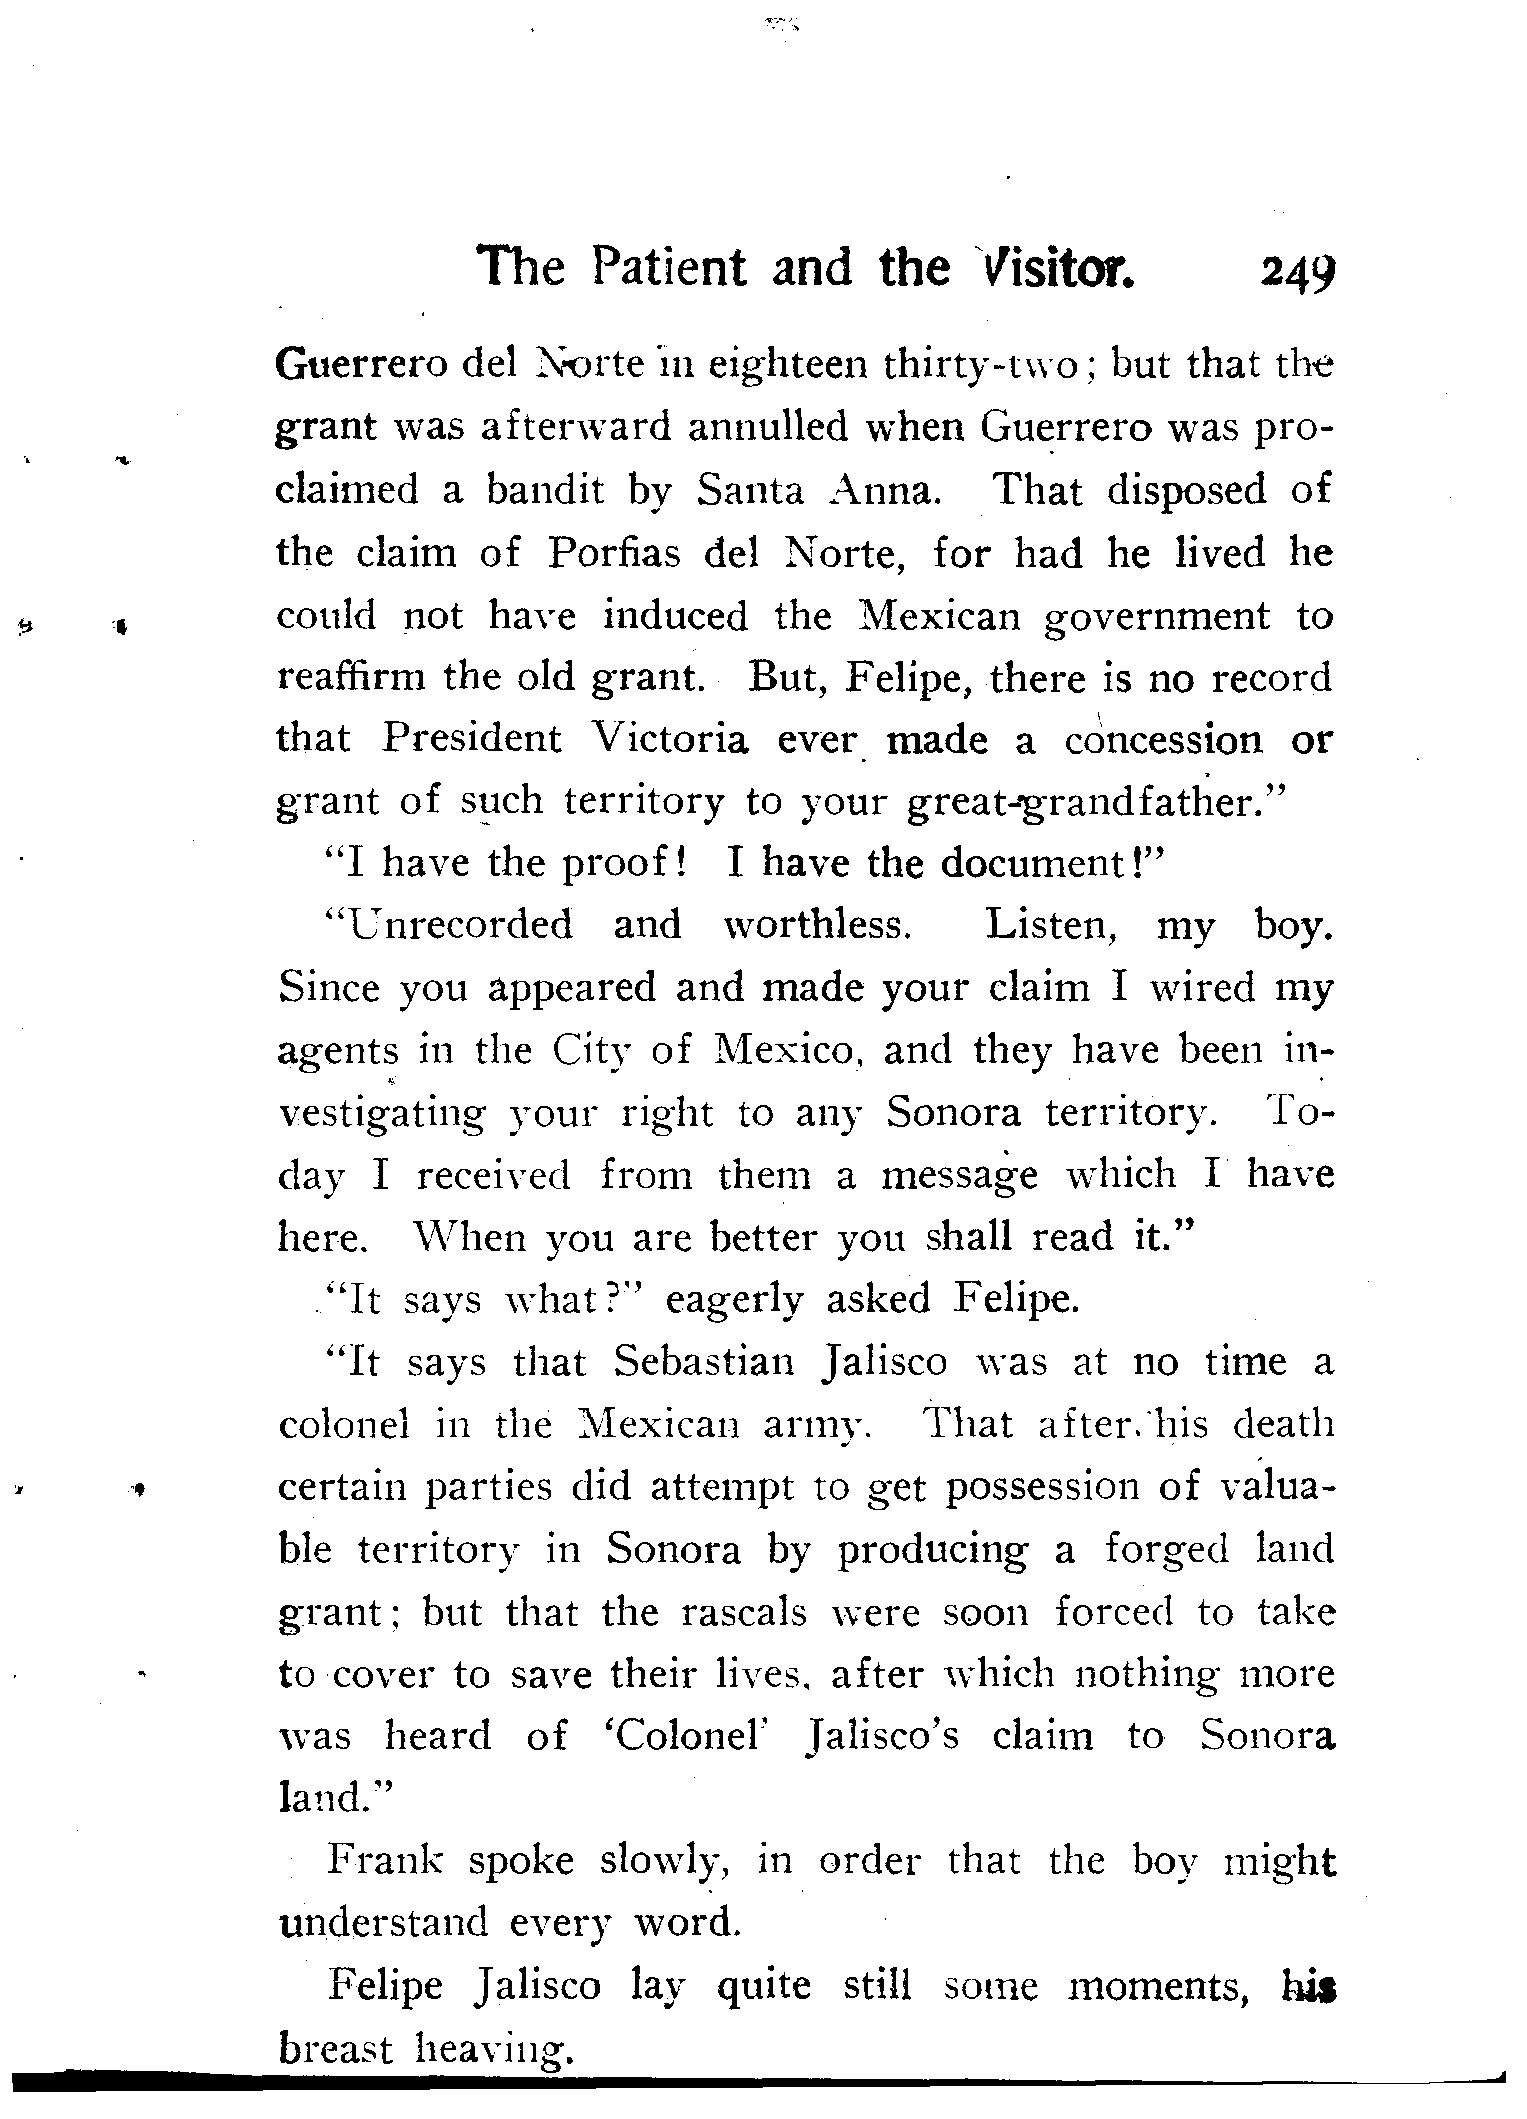 The Patient and the Visitor. 249
Guerrero del Norte in eighteen thirty-two; but that the
grant was afterward annulled when Guerrero was pro-
claimed a bandit by Santa Anna. That disposed of
the claim of Porfias del Norte, for had he lived he
could not have induced the Mexican government to
reaffirm the old grant. But, Felipe, there is no record
that President Victoria ever made a concession or
grant of such territory to your great-grandfather."
"I have the proof! I have the document!"
"Unrecorded and worthless. Listen, my boy.
Since you appeared and made your claim I wired my
agents in the City of Mexico, and they have been in-
vestigating your right to any Sonora territory. To-
day I received from them a message which I have
here. When you are better you shall read it."
"It says what?" eagerly asked Felipe.
"It says that Sebastian Jalisco was at no time a
colonel in the Mexican army. That after his death
certain parties did attempt to get possession of valua-
ble territory in Sonora by producing a forged land
grant; but that the rascals were soon forced to take
to cover to save their lives, after which nothing more
was heard of 'Colonel' Jalisco's claim to Sonora
land."
Frank spoke slowly, in order that the boy might
understand every word.
Felipe Jalisco lay quite still some moments, his
breast heaving.